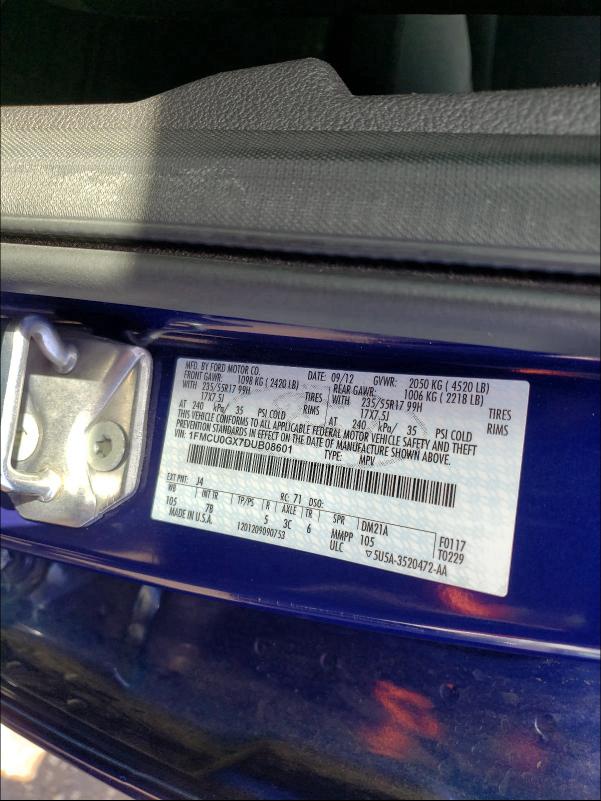 MFD. BY FORD MOTOR CO. DATE: 09/12 GVWR: 2050 KG ( 4520 LB)
FRONT GAWR: 1098 KG ( 2420 LB) REAR GAWR: 1006 KG ( 2218 LB)
WITH 235/55R17 99H TIRES WITH 235/55R17 99H TIRES
17X7.5J RIMS 17X7.5J RIMS
AT 240 kPa/ 35 PSI COLD AT 240 kPa/ 35 PSI COLD
THIS VEHICLE CONFORMS TO ALL APPLICABLE FEDERAL MOTOR VEHICLE SAFETY AND THEFT
PREVENTION STANDARDS IN EFFECT ON THE DATE OF MANUFACTURE SHOWN ABOVE.
1FMCU0GX7DUB08601 TYPE: MPV
EXT PNT: J4 RC: 71 DSO:
WB INT TR TP/PS R AXLE TR SPR DM21A F0117
105 7B 5 3C 6 MMPP 105 T0229
MADE IN U.S.A. 1201209090753 ULC ▽5U5A-3520472-AA